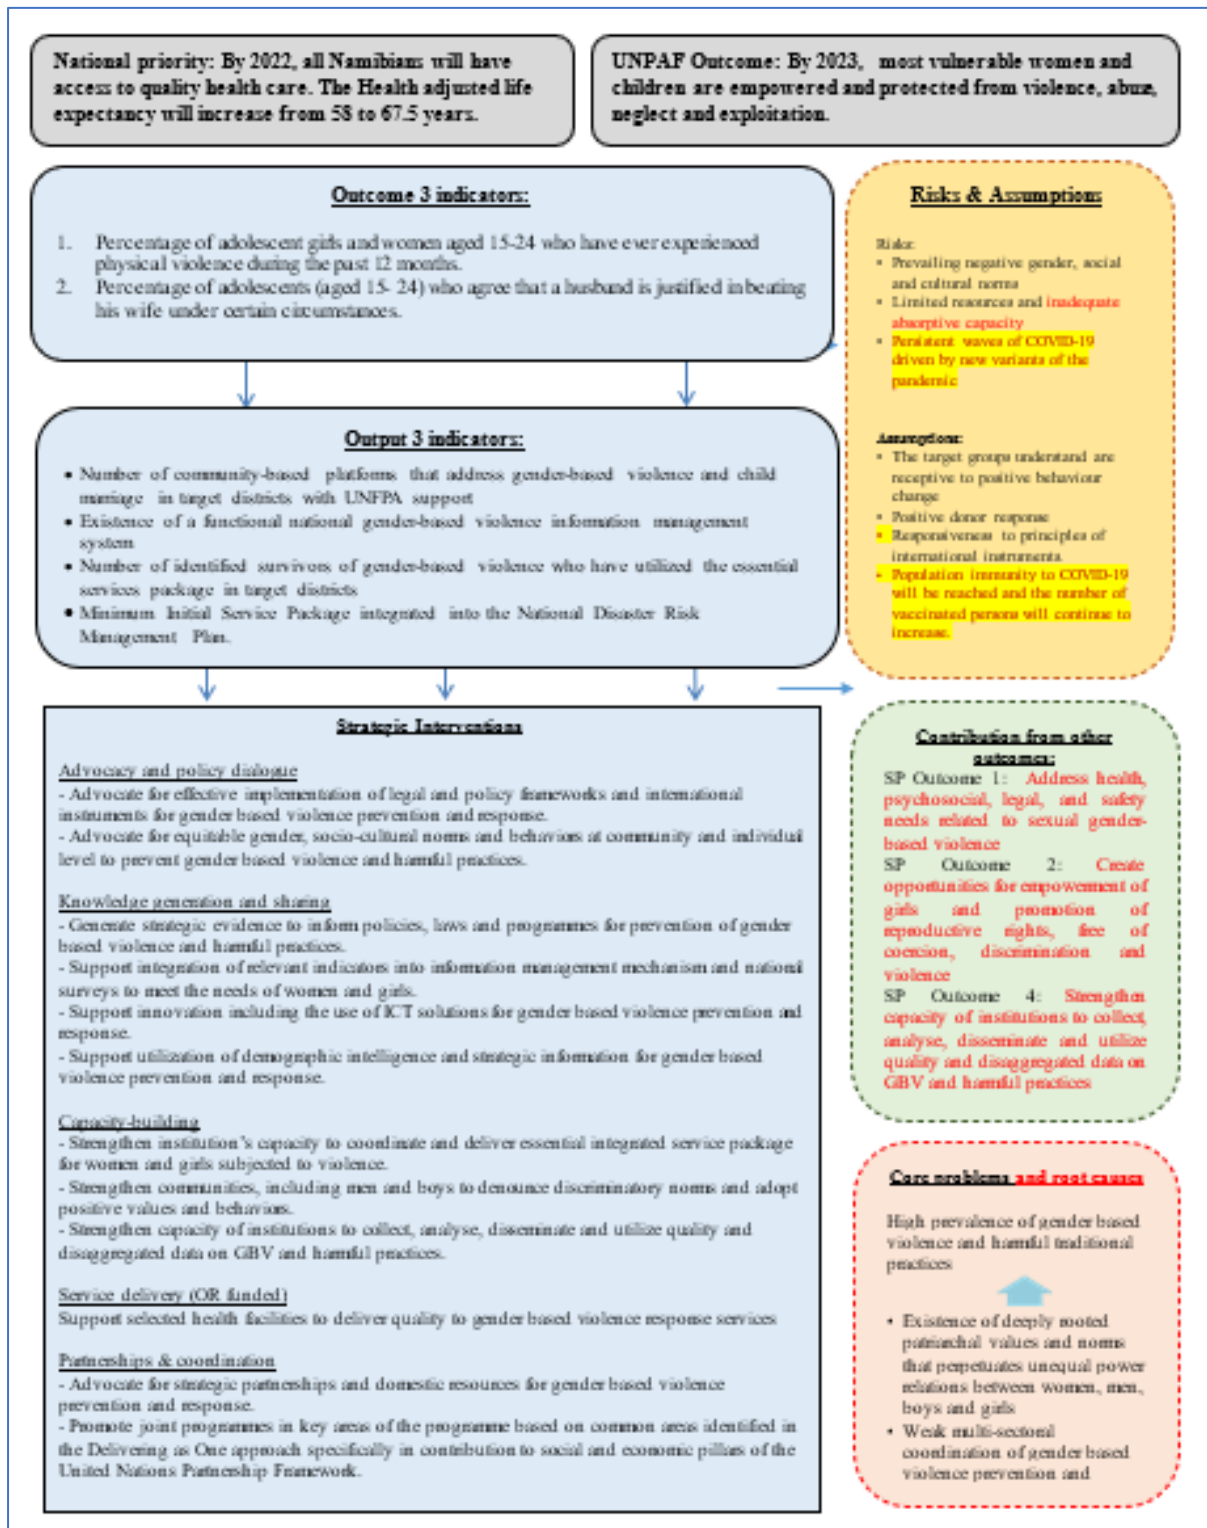 National priority: By 2022, all Namibians will have
access to quality health care. The Health adjusted life
expectancy will increase from 58 to 67.5 years.
UNPAF Outcome: By 2023, most vulnerable women and
children are empowered and protected from violence, abuse,
neglect and exploitation.
Outcome 3 indicators:
1. Percentage of adolescent girls and women aged 15-24 who have ever experienced
physical violence during the past 12 months.
2. Percentage of adolescents (aged 15- 24) who agree that a husband is justified in beating
his wife under certain circumstances.
Output 3 indicators:
• Number of community-based platforms that address gender-based violence and child
marriage in target districts with UNFPA support
• Existence of a functional national gender-based violence information management
system
• Number of identified survivors of gender-based violence who have utilized the essential
services package in target districts
• Minimum Initial Service Package integrated into the National Disaster Risk
Management Plan.
Strategic Interventions
Advocacy and policy dialogue
- Advocate for effective implementation of legal and policy frameworks and international
instruments for gender based violence prevention and response.
- Advocate for equitable gender, socio-cultural norms and behaviors at community and individual
level to prevent gender based violence and harmful practices.
Knowledge generation and sharing
- Generate strategic evidence to inform policies, laws and programmes for prevention of gender
based violence and harmful practices.
- Support integration of relevant indicators into information management mechanism and national
surveys to meet the needs of women and girls.
- Support innovation including the use of ICT solutions for gender based violence prevention and
response.
- Support utilization of demographic intelligence and strategic information for gender based
violence prevention and response.
Capacity-building
- Strengthen institution's capacity to coordinate and deliver essential integrated service package
for women and girls subjected to violence.
- Strengthen communities, including men and boys to denounce discriminatory norms and adopt
positive values and behaviors.
- Strengthen capacity of institutions to collect, analyse, disseminate and utilize quality and
disaggregated data on GBV and harmful practices.
Service delivery (OR funded)
Support selected health facilities to deliver quality to gender based violence response services
Partnerships & coordination
- Advocate for strategic partnerships and domestic resources for gender based violence
prevention and response.
- Promote joint programmes in key areas of the programme based on common areas identified in
the Delivering as One approach specifically in contribution to social and economic pillars of the
United Nations Partnership Framework.
Risks & Assumptions
Risks:
• Prevailing negative gender, social
and cultural norms
• Limited resources and inadequate
absorptive capacity
• Persistent waves of COVID-19
driven by new variants of the
pandemic
Assumptions:
• The target groups understand are
receptive to positive behaviour
change
• Positive donor response
• Responsiveness to principles of
international instruments.
• Population immunity to COVID-19
will be reached and the number of
vaccinated persons will continue to
increase.
Contribution from other
outcomes:
SP Outcome 1: Address health,
psychosocial, legal, and safety
needs related to sexual gender-
based violence
SP Outcome 2: Create
opportunities for empowerment of
girls and promotion of
reproductive rights, free of
coercion, discrimination and
violence
SP Outcome 4: Strengthen
capacity of institutions to collect,
analyse, disseminate and utilize
quality and disaggregated data on
GBV and harmful practices
Core problems and root causes
High prevalence of gender based
violence and harmful traditional
practices
• Existence of deeply rooted
patriarchal values and norms
that perpetuates unequal power
relations between women, men,
boys and girls
• Weak multi-sectoral
coordination of gender based
violence prevention and